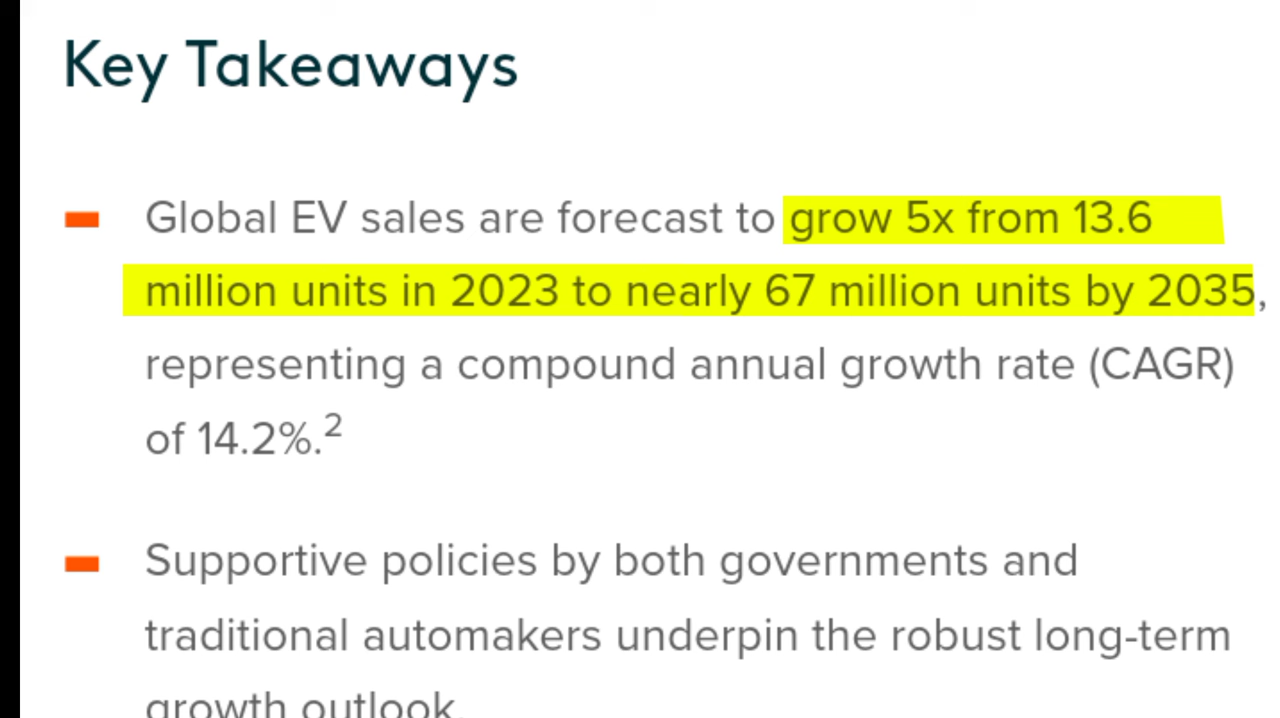 Key Takeaways
Global EV sales are forecast to grow 5x from 13.6
million units in 2023 to nearly 67 million units by 2035,
representing a compound annual growth rate (CAGR)
of 14.2%.2
Supportive policies by both governments and
traditional automakers underpin the robust long-term
growth outlook.